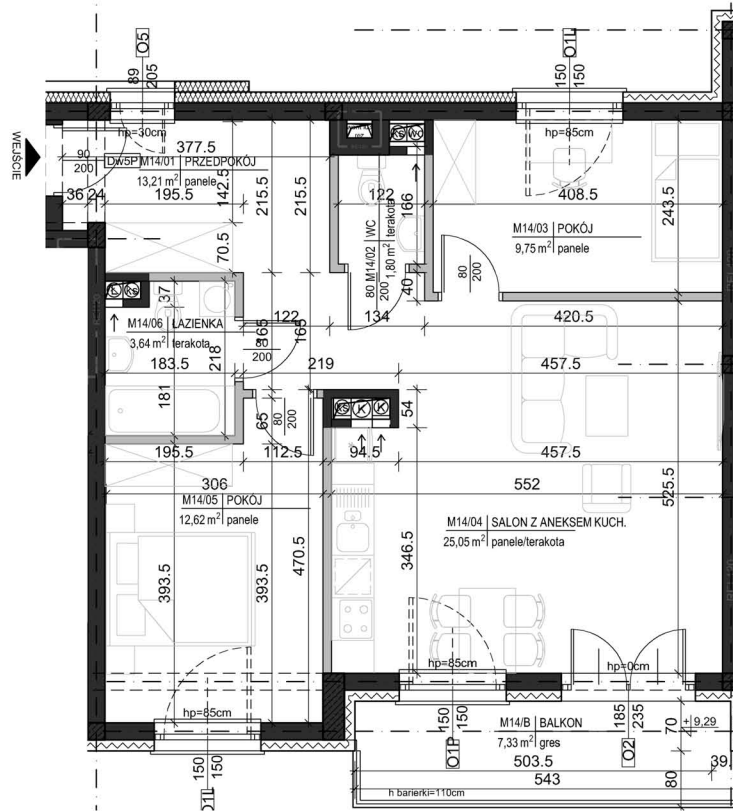 O5
89
205
O1L
150
150
WEJŚCIE
hp=30cm
hp=85cm
90
200
377.5
Dw5P M14/01 PRZEDPOKÓJ
13,21 m² panele
36 24
195.5
142.5
215.5
215.5
70.5
KS WC
122
166
M14/02 WC
1,80 m² terakota
80
200
40
408.5
243.5
M14/03 POKÓJ
9,75 m² panele
80
200
K KS
37
M14/06 ŁAZIENKA
3,64 m² terakota
122
134
420.5
165
165
80
200
183.5
218
219
457.5
181
65
80
200
KS K K
54
195.5
112.5
94.5
457.5
306
552
525.5
M14/05 POKÓJ
12,62 m² panele
M14/04 SALON Z ANEKSEM KUCH.
25,05 m² panele/terakota
393.5
393.5
470.5
346.5
hp=85cm
hp=0cm
hp=85cm
150
150
O1L
150
150
O1P
M14/B BALKON
7,33 m² gres
185
235
O2
70
+ 9,29
503.5
39.
543
80
h barierki=110cm